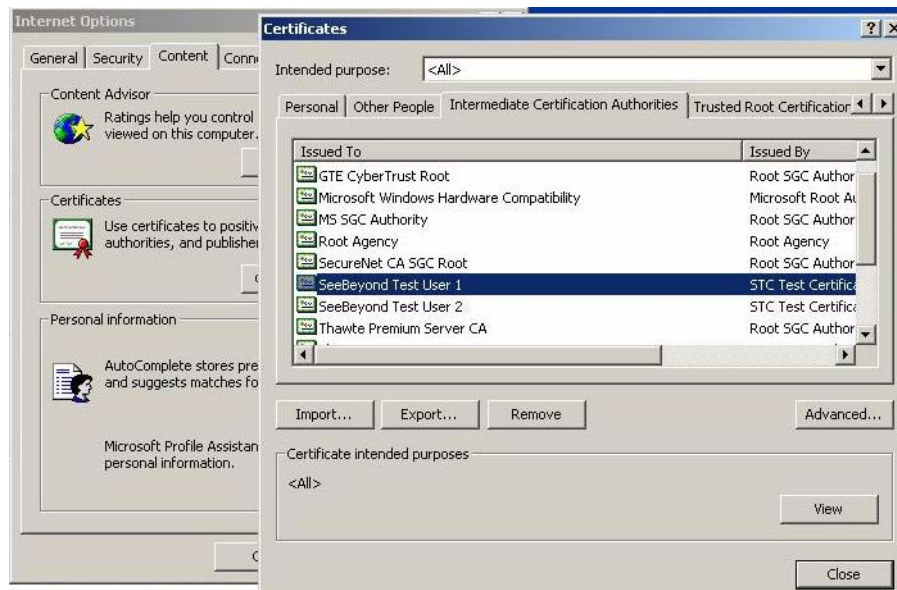 Internet Options
General Security Content Conn
Content Advisor
Ratings help you control
viewed on this computer.
Certificates
Use certificates to positiv
authorities, and publisher
Personal information
AutoComplete stores pre
and suggests matches fo
Microsoft Profile Assistan
personal information.
Certificates
Intended purpose: <All>
Personal Other People Intermediate Certification Authorities Trusted Root Certification
Issued To Issued By
GTE CyberTrust Root Root SGC Author
Microsoft Windows Hardware Compatibility Microsoft Root Au
MS SGC Authority Root SGC Author
Root Agency Root Agency
SecureNet CA SGC Root Root SGC Author
SeeBeyond Test User 1 STC Test Certifica
SeeBeyond Test User 2 STC Test Certifica
Thawte Premium Server CA Root SGC Author
Import... Export... Remove Advanced...
Certificate intended purposes
<All>
View
Close